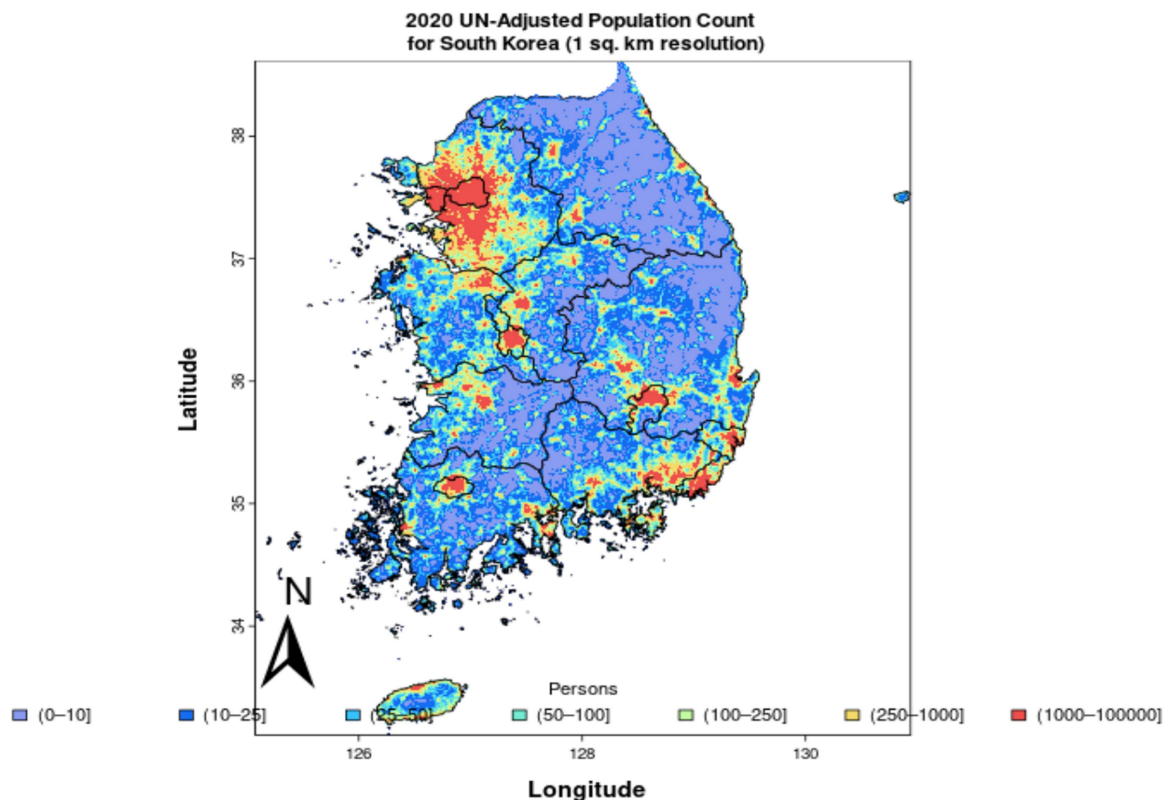 2020 UN-Adjusted Population Count
for South Korea (1 sq. km resolution)
38
37
36
35
34
Latitude
N
Persons
(0–10] (10–25] (25–50] (50–100] (100–250] (250–1000] (1000–100000]
126 128 130
Longitude